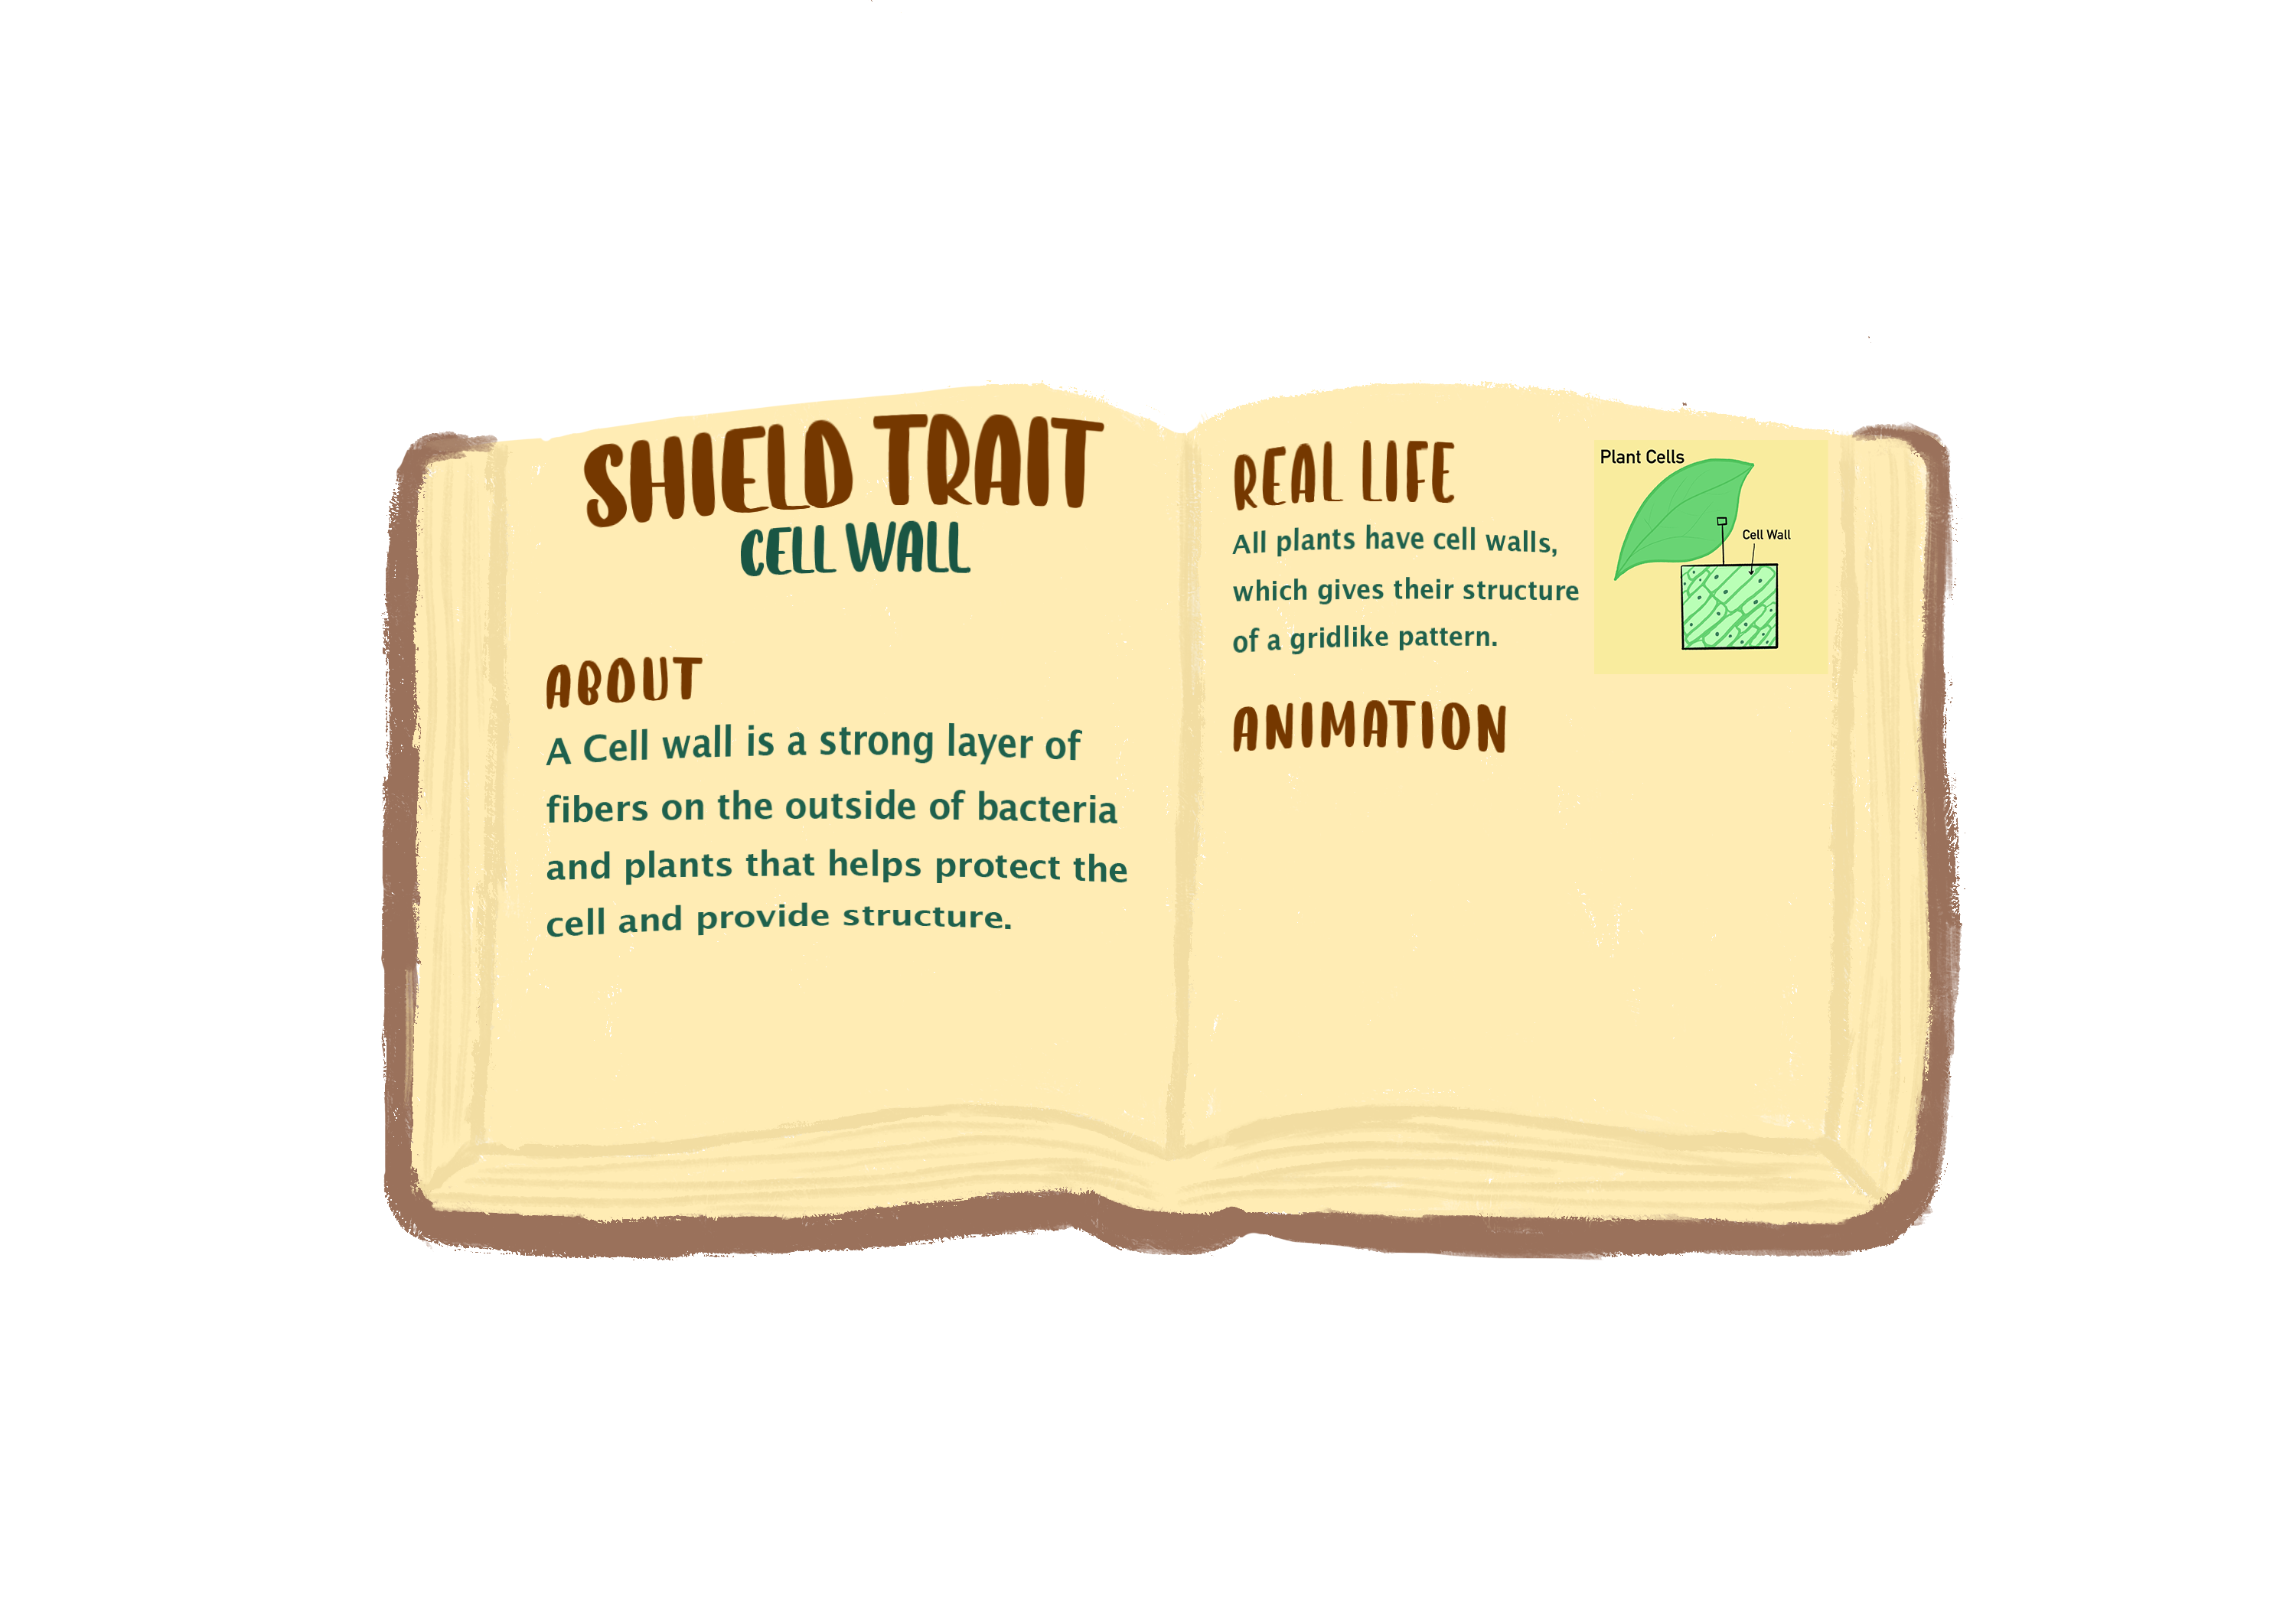 SHIELD TRAIT
CELL WALL
ABOUT
A Cell wall is a strong layer of
fibers on the outside of bacteria
and plants that helps protect the
cell and provide structure.
REAL LIFE
All plants have cell walls,
which gives their structure
of a gridlike pattern.
Plant Cells
Cell Wall
ANIMATION